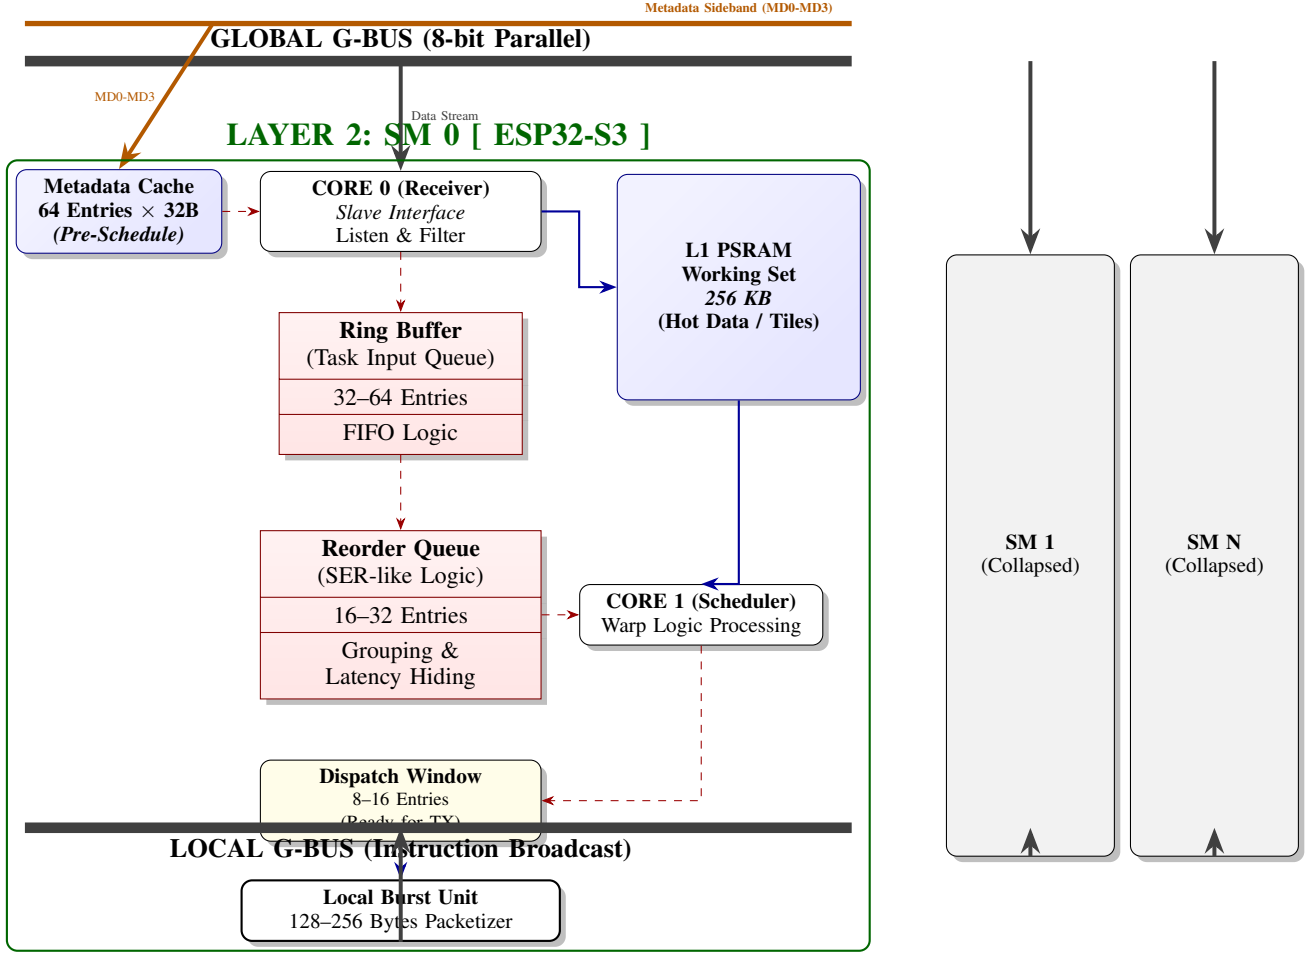 Metadata Sideband (MD0-MD3)
GLOBAL G-BUS (8-bit Parallel)
MD0-MD3
Data Stream
LAYER 2: SM 0 [ ESP32-S3 ]
Metadata Cache
64 Entries × 32B
(Pre-Schedule)
CORE 0 (Receiver)
Slave Interface
Listen & Filter
L1 PSRAM
Working Set
256 KB
(Hot Data / Tiles)
Ring Buffer
(Task Input Queue)
32–64 Entries
FIFO Logic
Reorder Queue
(SER-like Logic)
16–32 Entries
Grouping &
Latency Hiding
CORE 1 (Scheduler)
Warp Logic Processing
SM 1
(Collapsed)
SM N
(Collapsed)
Dispatch Window
8–16 Entries
(Ready for TX)
LOCAL G-BUS (Instruction Broadcast)
Local Burst Unit
128–256 Bytes Packetizer